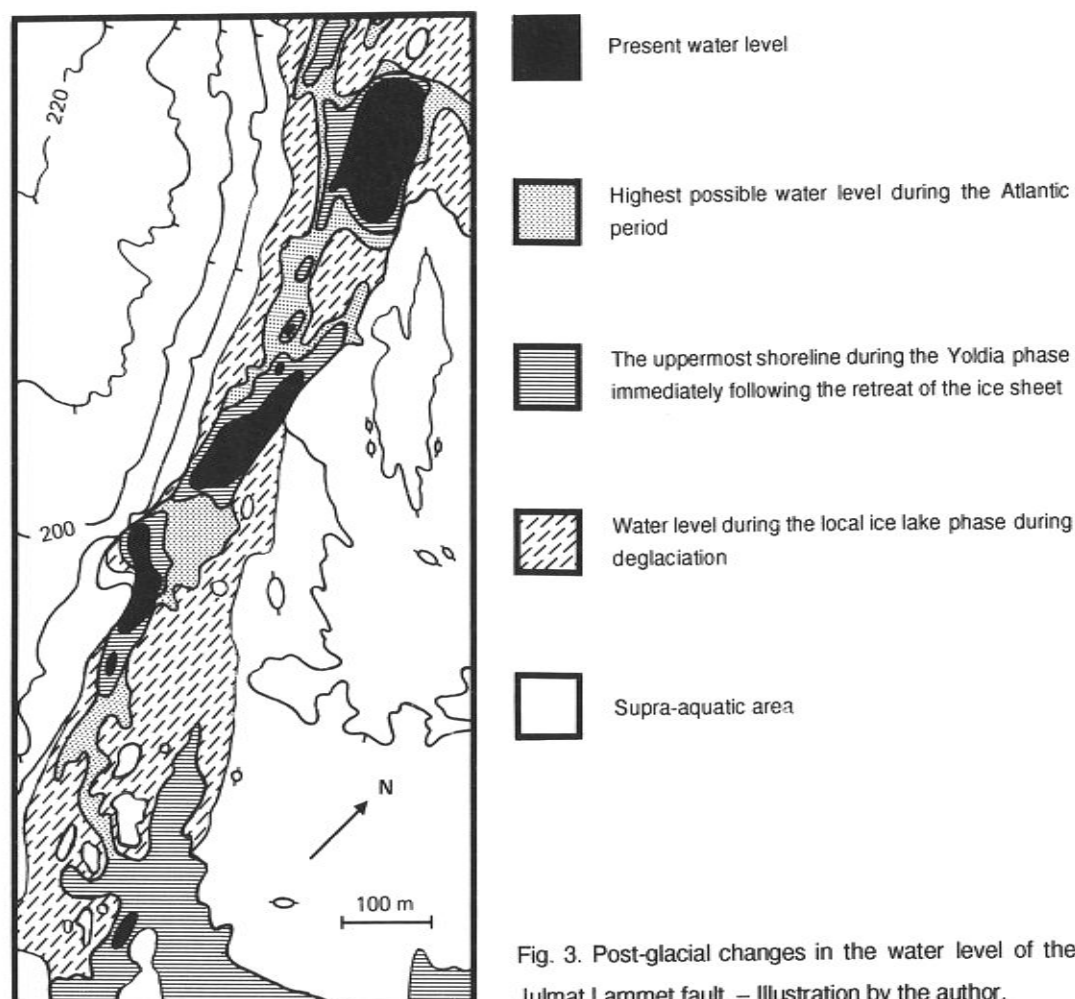 220
200
N
100 m
Present water level
Highest possible water level during the Atlantic
period
The uppermost shoreline during the Yoldia phase
immediately following the retreat of the ice sheet
Water level during the local ice lake phase during
deglaciation
Supra-aquatic area
Fig. 3. Post-glacial changes in the water level of the
Julmat Lammet fault. – Illustration by the author.